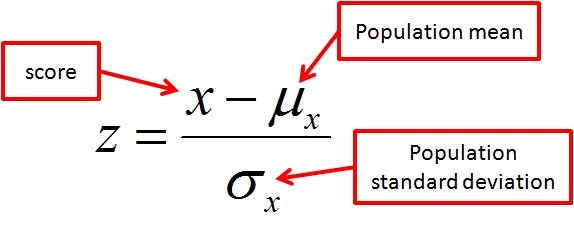 Population mean
score
z = (x − μₓ) / σₓ
Population
standard deviation